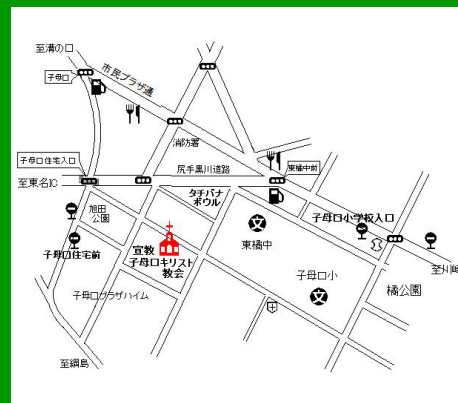 至溝の口
子母口
市民プラザ通
消防署
子母口住宅入口
尻手黒川道路
東橘中前
至東名IC
旭田
公園
タチバナ
ボウル
文
東橘中
子母口小学校入口
子母口住宅前
宣教
子母口キリスト
教会
子母口小
文
橘公園
至川崎
子母口プラザハイム
至綱島